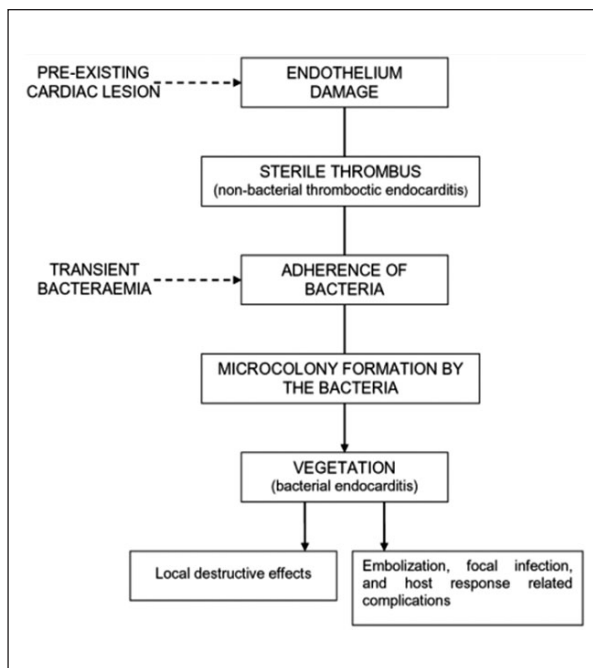 PRE-EXISTING
CARDIAC LESION
ENDOTHELIUM
DAMAGE
STERILE THROMBUS
(non-bacterial thromboctic endocarditis)
TRANSIENT
BACTERAEMIA
ADHERENCE OF
BACTERIA
MICROCOLONY FORMATION BY
THE BACTERIA
VEGETATION
(bacterial endocarditis)
Local destructive effects
Embolization, focal infection,
and host response related
complications